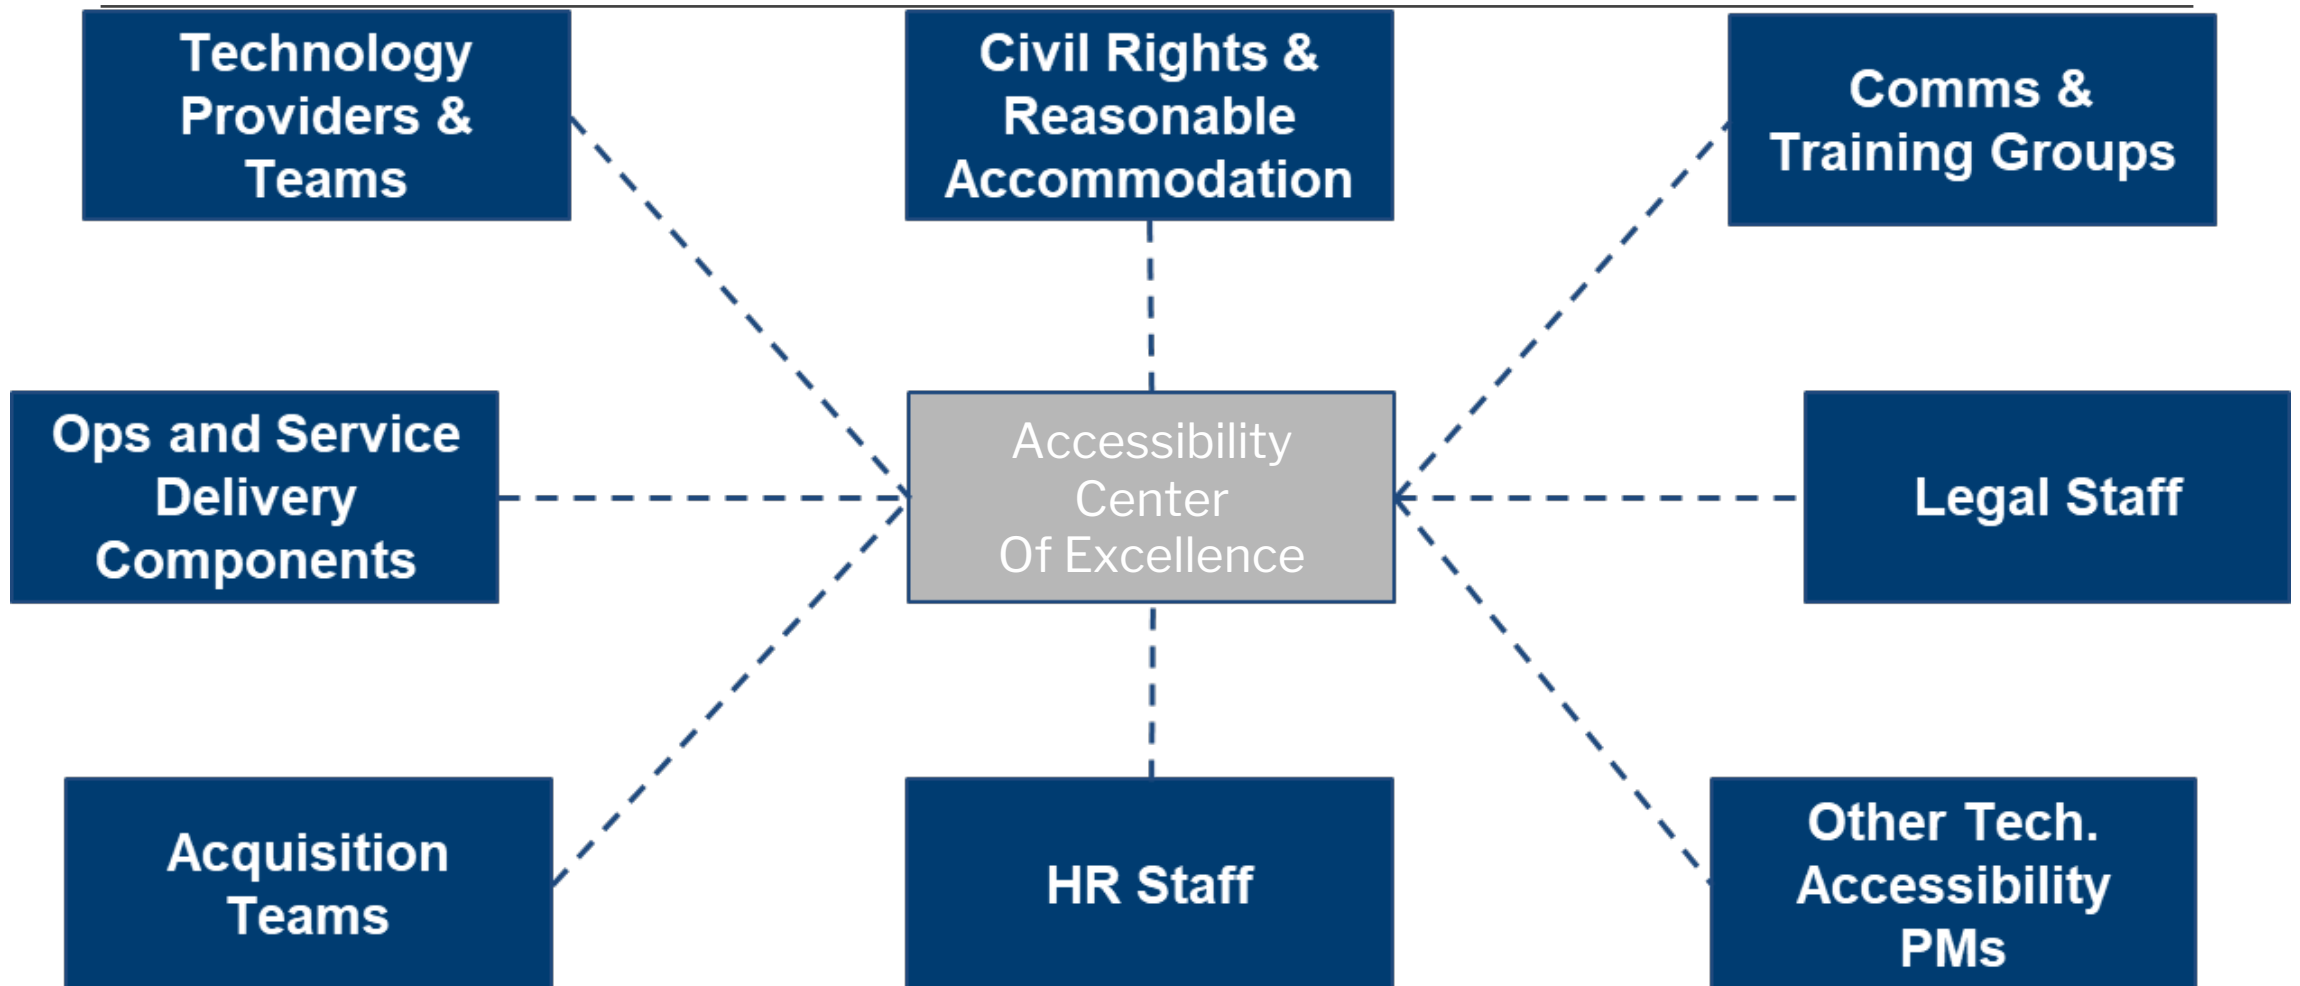 Technology
Providers &
Teams
Civil Rights &
Reasonable
Accommodation
Comms &
Training Groups
Ops and Service
Delivery
Components
Accessibility
Center
Of Excellence
Legal Staff
Acquisition
Teams
HR Staff
Other Tech.
Accessibility
PMs